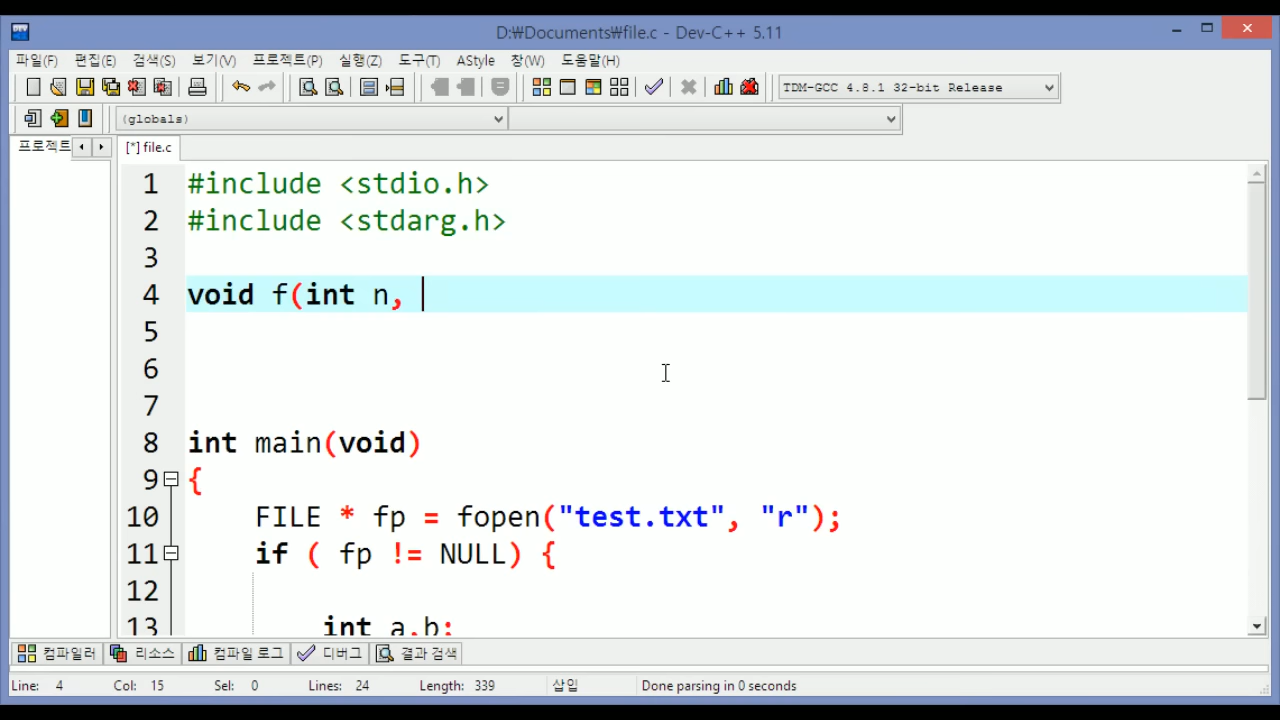 DEV
D:₩Documents₩file.c - Dev-C++ 5.11
파일(F) 편집(E) 검색(S) 보기(V) 프로젝트(P) 실행(Z) 도구(T) AStyle 창(W) 도움말(H)
TDM-GCC 4.8.1 32-bit Release
(globals)
프로젝트
[*] file.c
1 #include <stdio.h>
2 #include <stdarg.h>
3
4 void f(int n,
5
6
7
8 int main(void)
9 {
10 FILE * fp = fopen("test.txt", "r");
11 if ( fp != NULL) {
12
13 int a,b;
컴파일러 리소스 컴파일 로그 디버그 결과 검색
Line: 4 Col: 15 Sel: 0 Lines: 24 Length: 339 삽입 Done parsing in 0 seconds